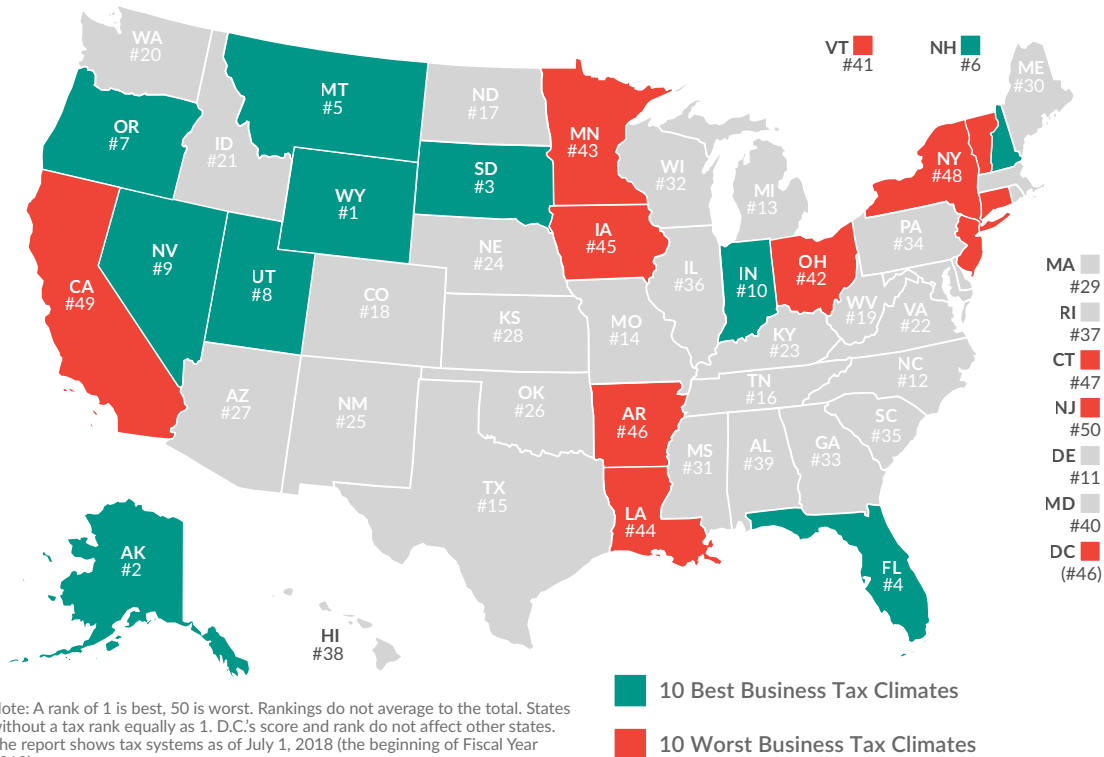 WA
#20
MT
#5
ND
#17
MN
#43
VT
#41
NH
#6
ME
#30
OR
#7
ID
#21
WY
#1
SD
#3
WI
#32
MI
#13
NY
#48
NV
#9
UT
#8
CA
#49
CO
#18
NE
#24
IA
#45
IL
#36
IN
#10
OH
#42
PA
#34
WV
#19
VA
#22
KS
#28
MO
#14
KY
#23
NC
#12
TN
#16
SC
#35
AZ
#27
NM
#25
OK
#26
AR
#46
MS
#31
AL
#39
GA
#33
TX
#15
LA
#44
FL
#4
AK
#2
HI
#38
MA
#29
RI
#37
CT
#47
NJ
#50
DE
#11
MD
#40
DC
(#46)
10 Best Business Tax Climates
10 Worst Business Tax Climates
ote: A rank of 1 is best, 50 is worst. Rankings do not average to the total. States
ithout a tax rank equally as 1. D.C.'s score and rank do not affect other states.
he report shows tax systems as of July 1, 2018 (the beginning of Fiscal Year